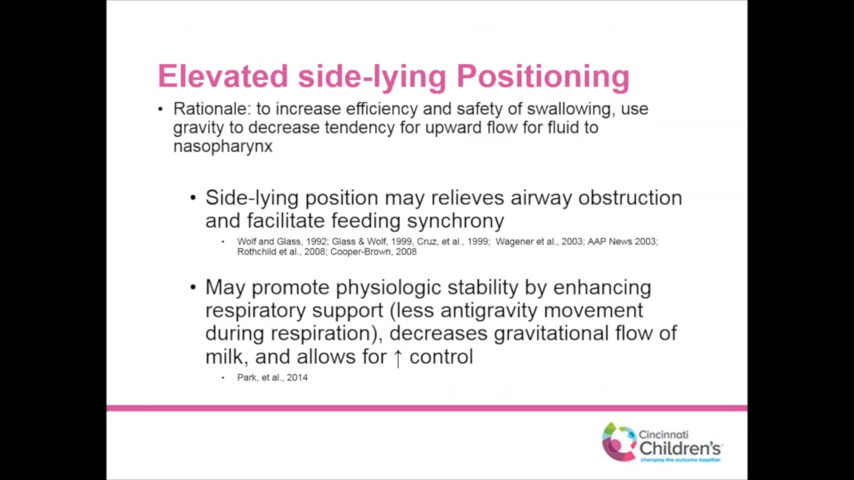 Elevated side-lying Positioning
• Rationale: to increase efficiency and safety of swallowing, use
gravity to decrease tendency for upward flow for fluid to
nasopharynx
• Side-lying position may relieves airway obstruction
and facilitate feeding synchrony
• Wolf and Glass, 1992; Glass & Wolf, 1999, Cruz, et al., 1999; Wagener et al., 2003; AAP News 2003;
Rothchild et al., 2008; Cooper-Brown, 2008
• May promote physiologic stability by enhancing
respiratory support (less antigravity movement
during respiration), decreases gravitational flow of
milk, and allows for ↑ control
• Park, et al., 2014
Cincinnati
Children's
changing the outcome together